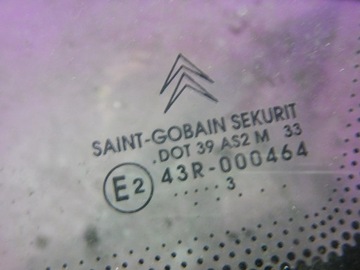 SAINT-GOBAIN SEKURIT
.DOT 39 AS2 M 33
E2 43R-000464
..... 3 ....